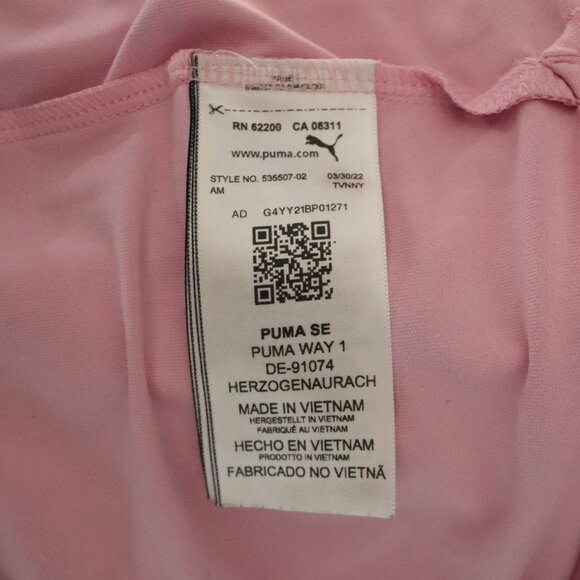 RN 62200 CA 06311
www.puma.com
STYLE NO. 535507-02 03/30/22
AM TVNNY
AD G4YY21BP01271
PUMA SE
PUMA WAY 1
DE-91074
HERZOGENAURACH
MADE IN VIETNAM
HERGESTELLT IN VIETNAM
FABRIQUÉ AU VIETNAM
HECHO EN VIETNAM
PRODOTTO IN VIETNAM
FABRICADO NO VIETNÃ